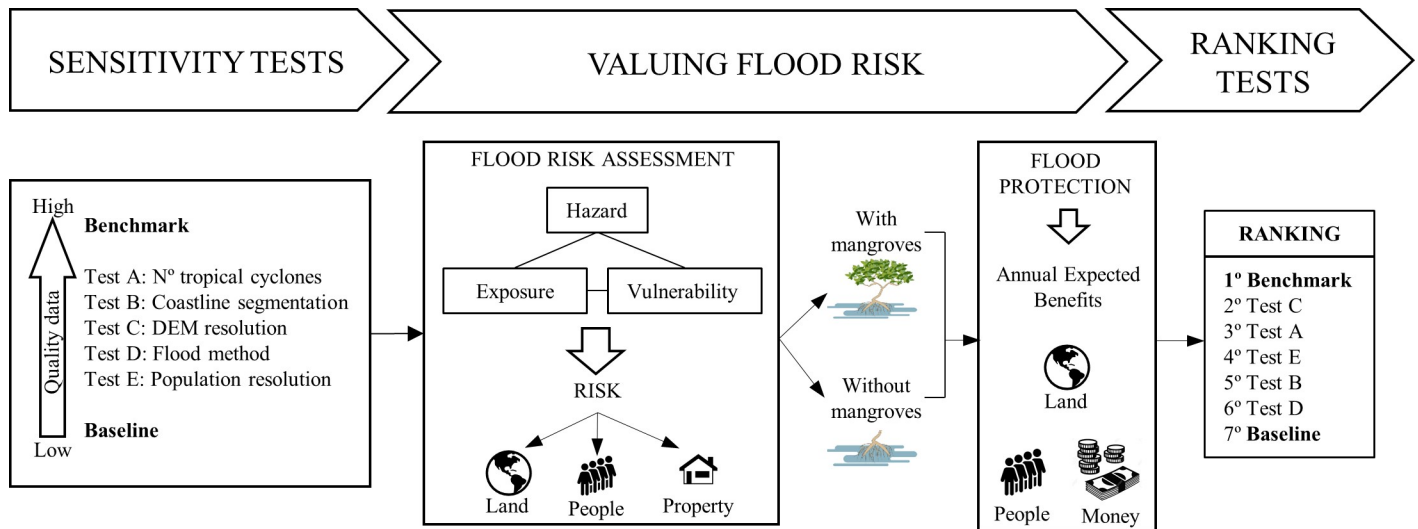 SENSITIVITY TESTS
VALUING FLOOD RISK
RANKING
TESTS
High
Quality data
Low
Benchmark
Test A: Nº tropical cyclones
Test B: Coastline segmentation
Test C: DEM resolution
Test D: Flood method
Test E: Population resolution
Baseline
FLOOD RISK ASSESSMENT
Hazard
Exposure
Vulnerability
RISK
Land
People
Property
With
mangroves
Without
mangroves
FLOOD
PROTECTION
Annual Expected
Benefits
Land
People
Money
RANKING
1º Benchmark
2º Test C
3º Test A
4º Test E
5º Test B
6º Test D
7º Baseline